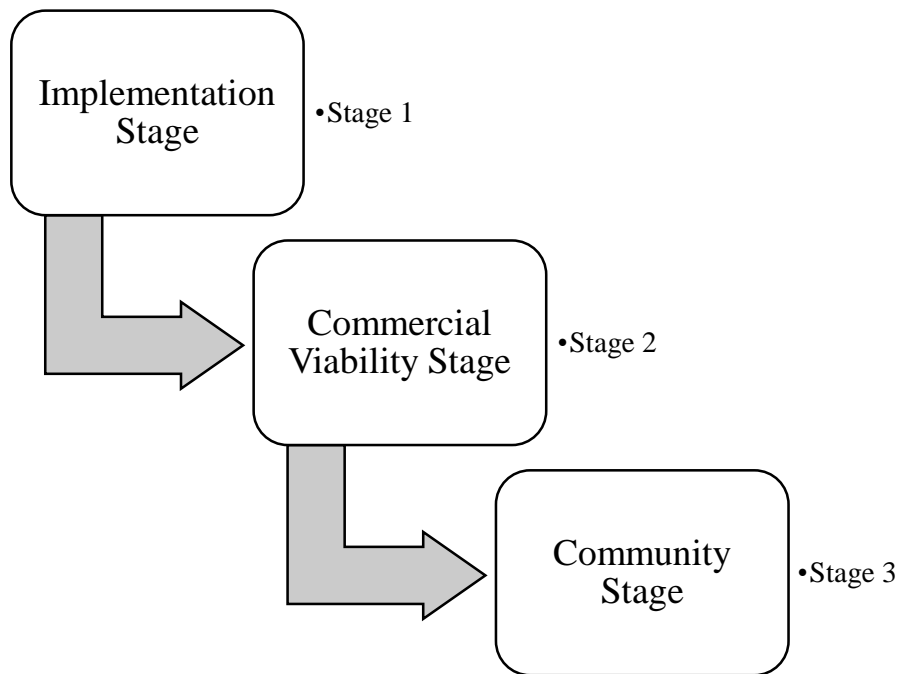 Implementation
Stage
•Stage 1
Commercial
Viability Stage
•Stage 2
Community
Stage
•Stage 3